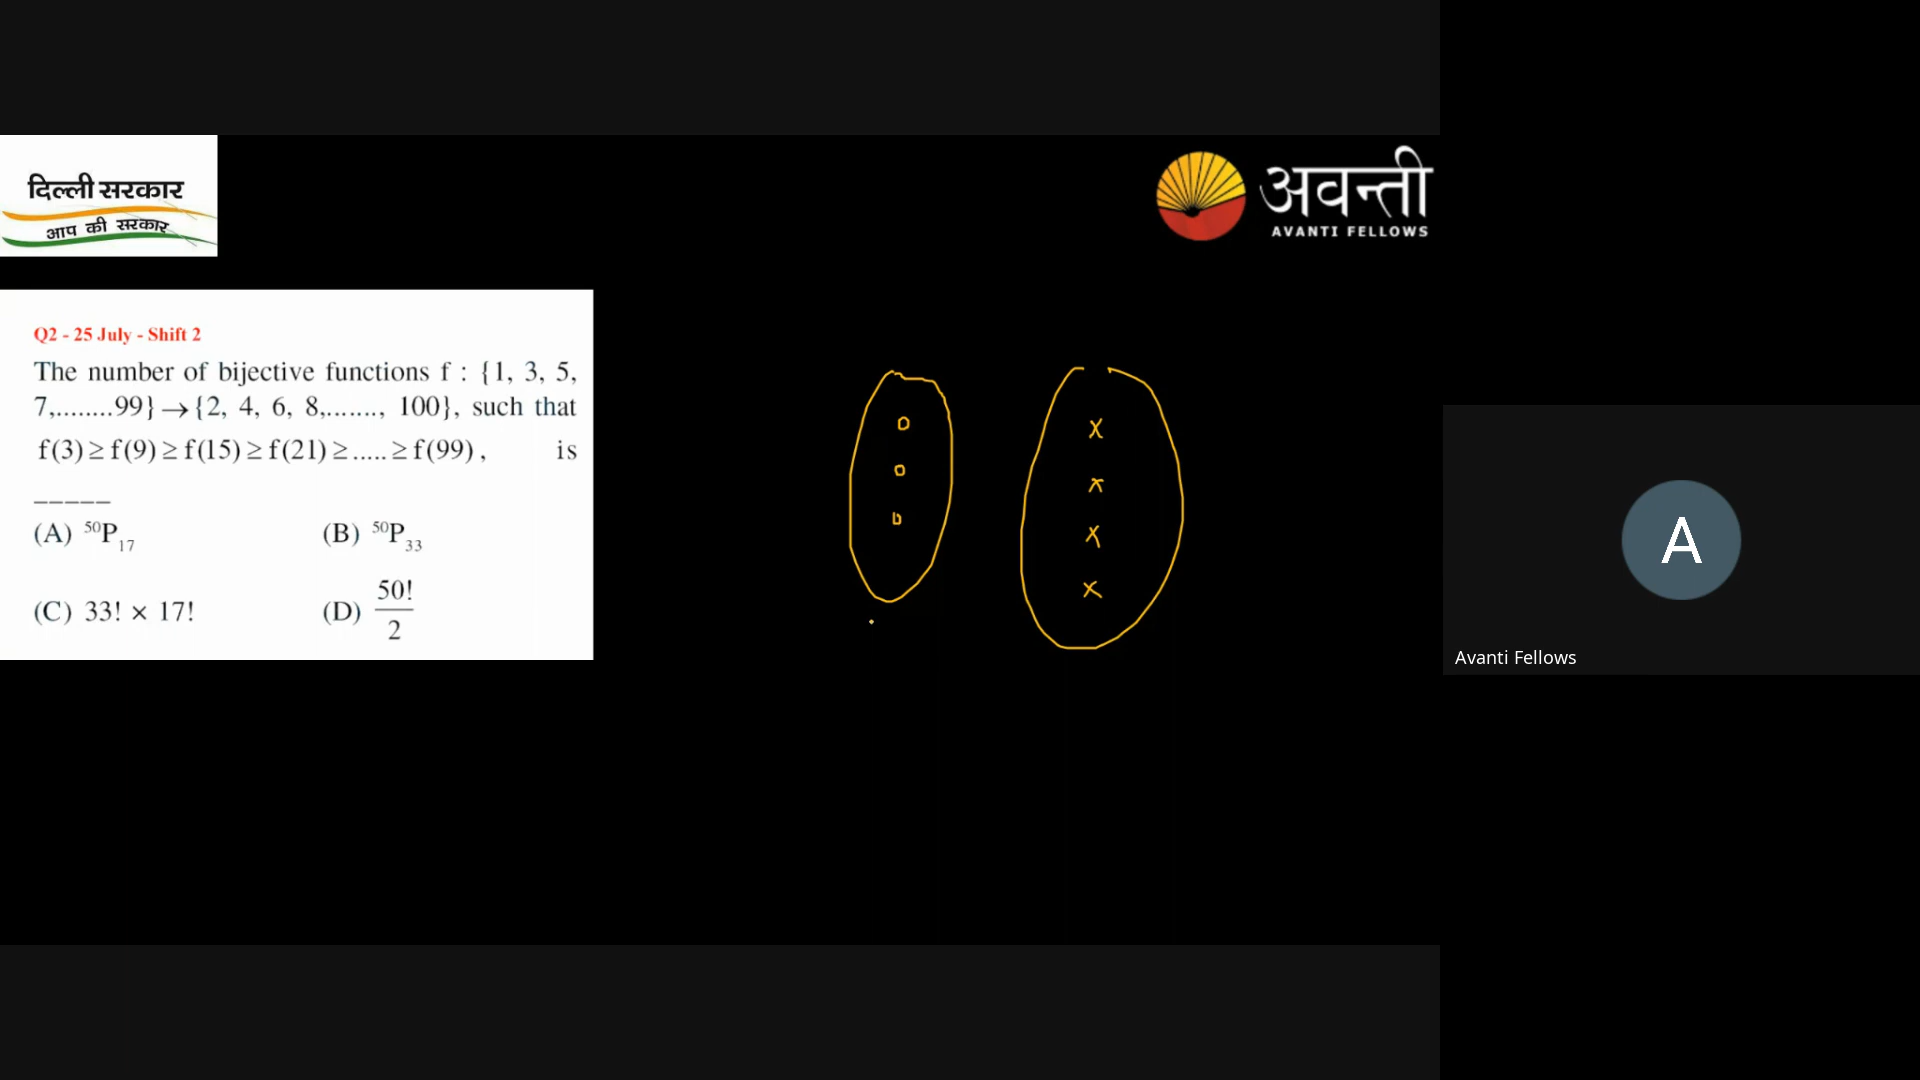 दिल्ली सरकार
आप की सरकार
अवन्ती
AVANTI FELLOWS
Q2 - 25 July - Shift 2
The number of bijective functions f : {1, 3, 5,
7,........99} → {2, 4, 6, 8,......., 100}, such that
f(3) ≥ f(9) ≥ f(15) ≥ f(21) ≥ ..... ≥ f(99), is
_____
(A) ⁵⁰P₁₇ (B) ⁵⁰P₃₃
(C) 33! × 17! (D) 50!/2
o x
o x
o x
x
A
Avanti Fellows